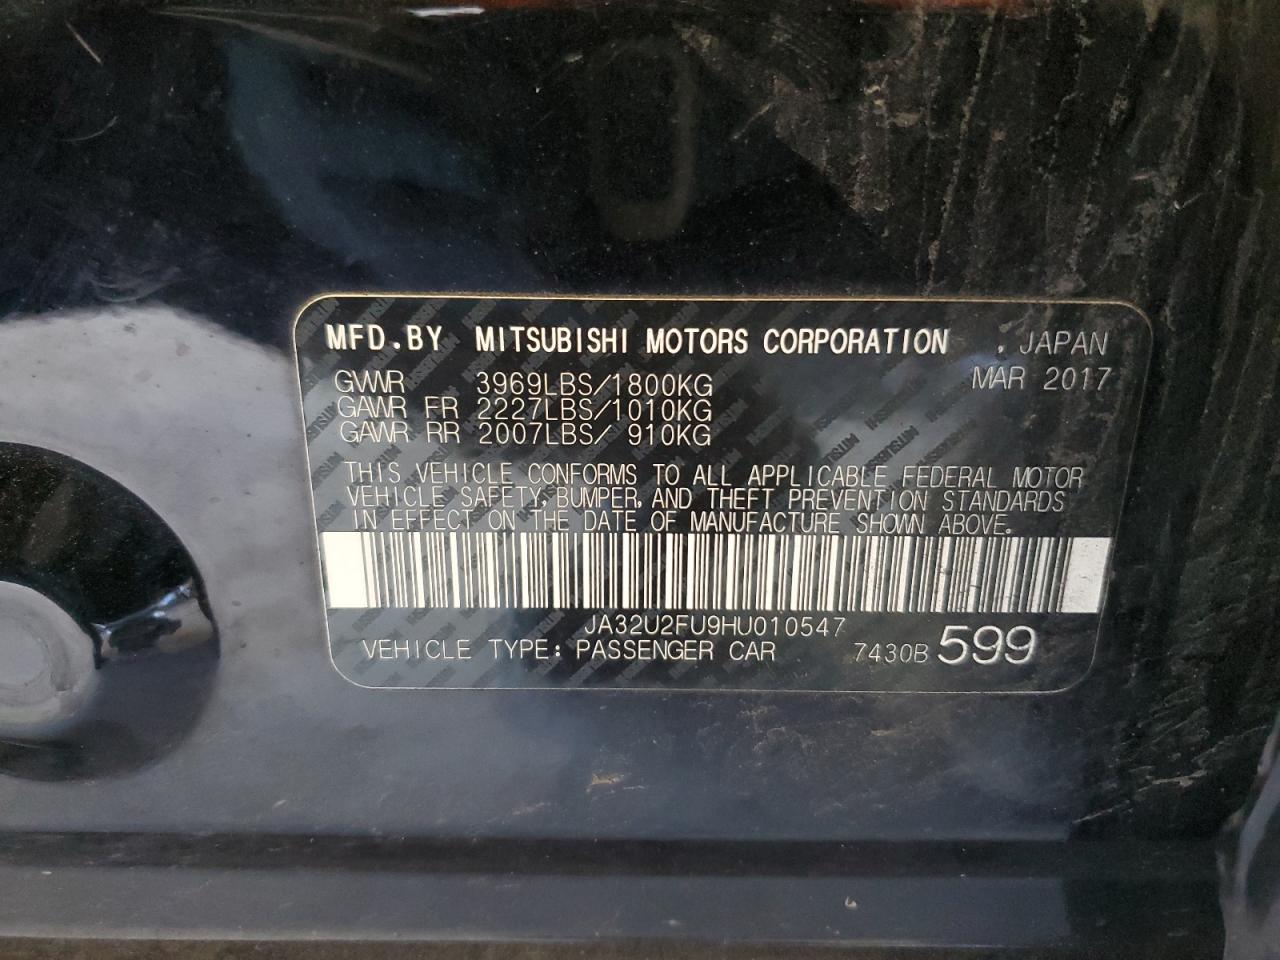 MFD.BY MITSUBISHI MOTORS CORPORATION , JAPAN
MAR 2017
GVWR 3969LBS/1800KG
GAWR FR 2227LBS/1010KG
GAWR RR 2007LBS/ 910KG
THIS VEHICLE CONFORMS TO ALL APPLICABLE FEDERAL MOTOR
VEHICLE SAFETY, BUMPER, AND THEFT PREVENTION STANDARDS
IN EFFECT ON THE DATE OF MANUFACTURE SHOWN ABOVE.
JA32U2FU9HU010547
VEHICLE TYPE: PASSENGER CAR 7430B 599